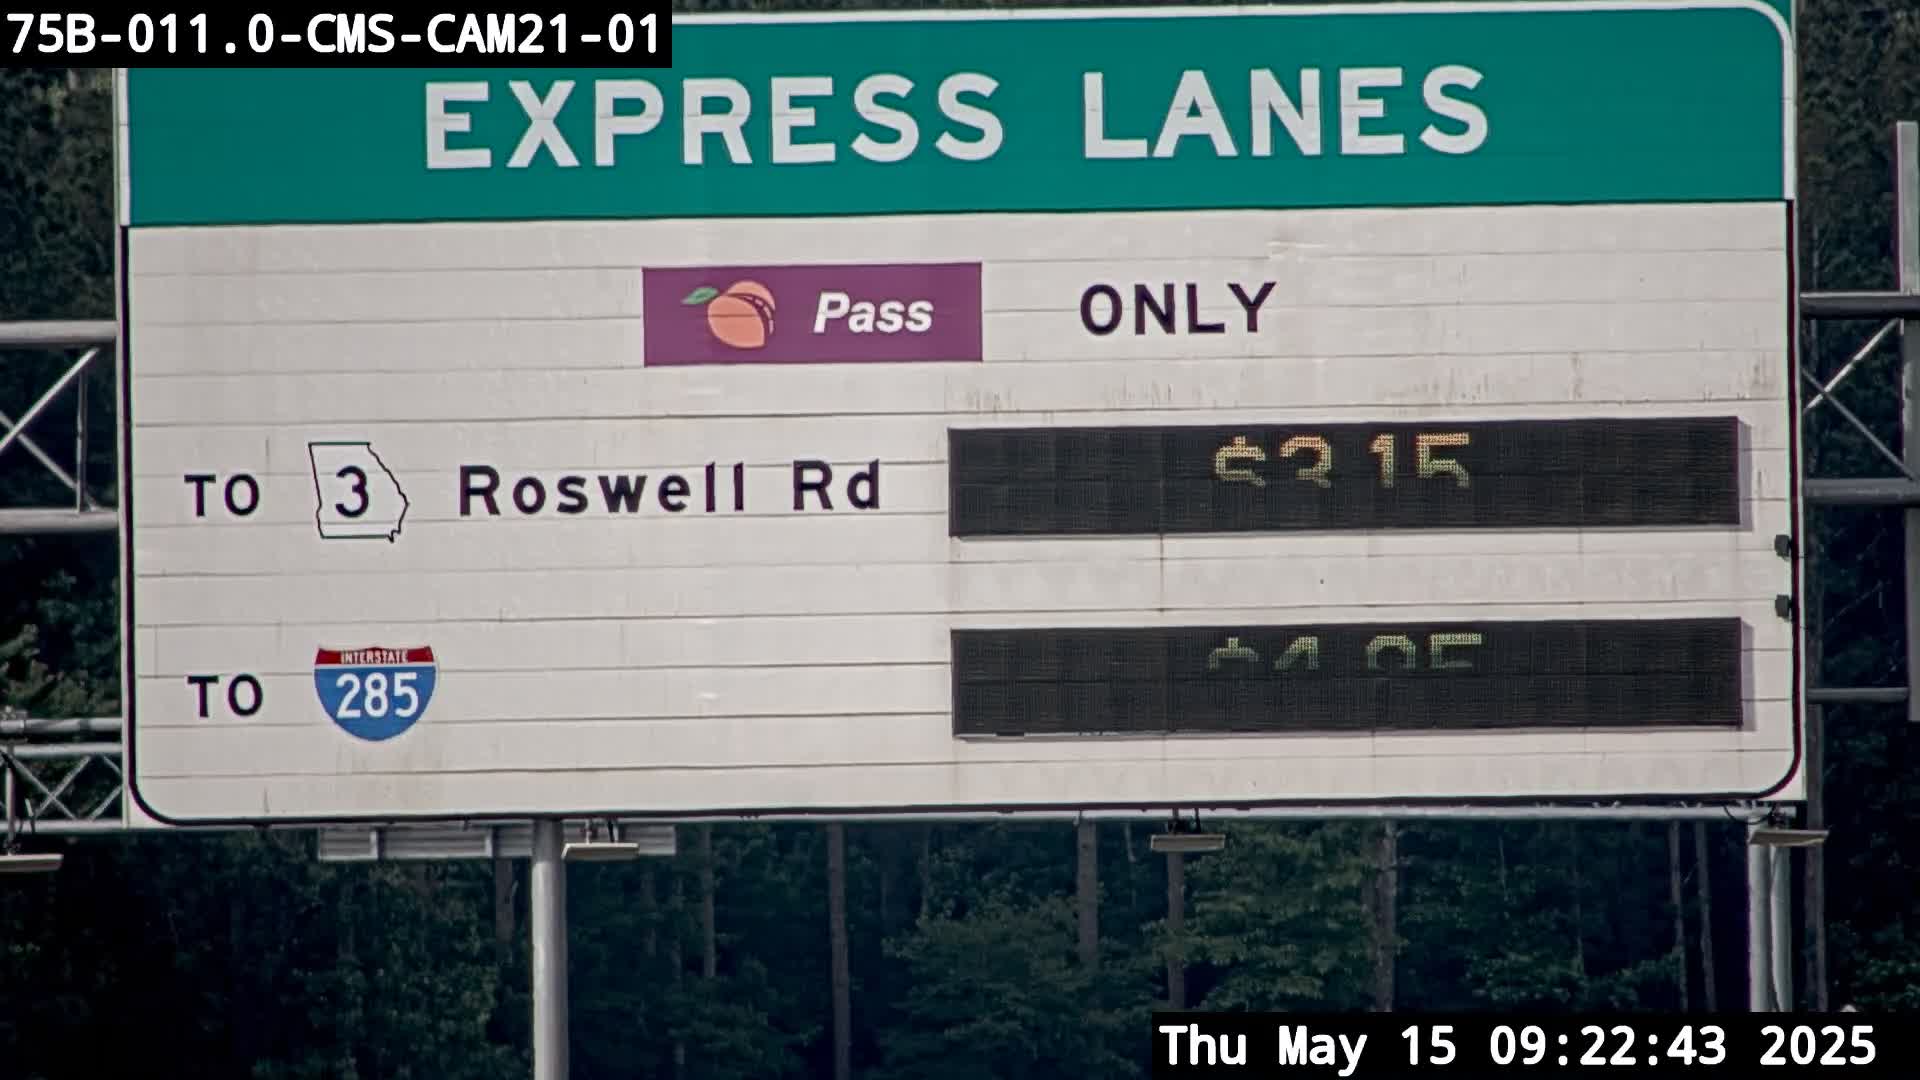 75B-011.0-CMS-CAM21-01
EXPRESS LANES
Pass ONLY
TO 3 Roswell Rd $3.15
TO INTERSTATE 285
Thu May 15 09:22:43 2025